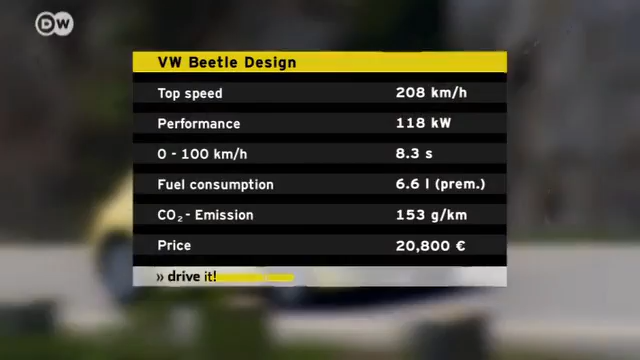 DW
VW Beetle Design
Top speed 208 km/h
Performance 118 kW
0 - 100 km/h 8.3 s
Fuel consumption 6.6 l (prem.)
CO₂ - Emission 153 g/km
Price 20,800 €
» drive it!